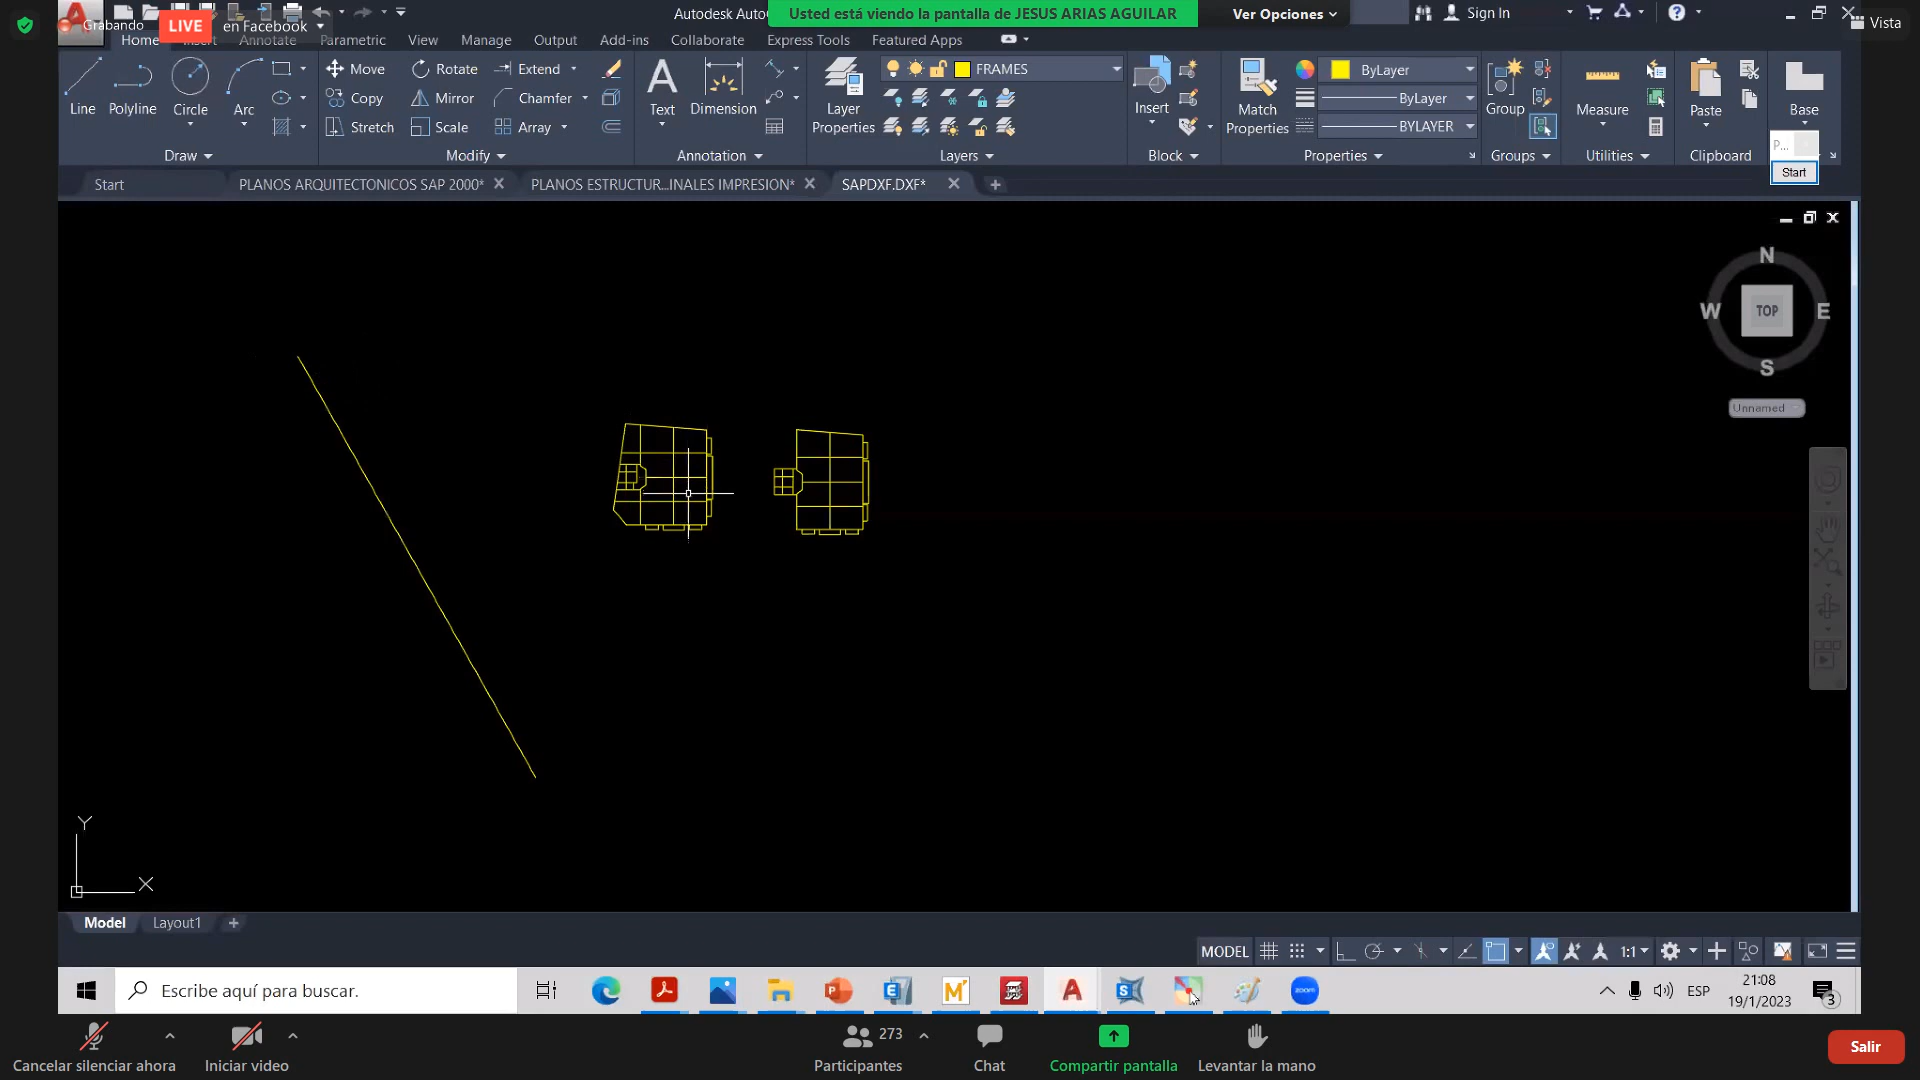 Grabando
LIVE
en Facebook
Autodesk Auto
Usted está viendo la pantalla de JESUS ARIAS AGUILAR
Ver Opciones
Sign In
Vista
Home
Insert
Annotate
Parametric
View
Manage
Output
Add-ins
Collaborate
Express Tools
Featured Apps
Line
Polyline
Circle
Arc
Move
Rotate
Extend
Copy
Mirror
Chamfer
Stretch
Scale
Array
Text
Dimension
Layer
Properties
FRAMES
Insert
Match
Properties
ByLayer
ByLayer
BYLAYER
Group
Measure
Paste
Base
Draw
Modify
Annotation
Layers
Block
Properties
Groups
Utilities
Clipboard
P...
Start
Start
PLANOS ARQUITECTONICOS SAP 2000*
PLANOS ESTRUCTUR...INALES IMPRESION*
SAPDXF.DXF*
N
W
TOP
E
S
Unnamed
Y
X
Model
Layout1
MODEL
1:1
Escribe aquí para buscar.
zoom
ESP
21:08
19/1/2023
3
Cancelar silenciar ahora
Iniciar video
273
Participantes
Chat
Compartir pantalla
Levantar la mano
Salir